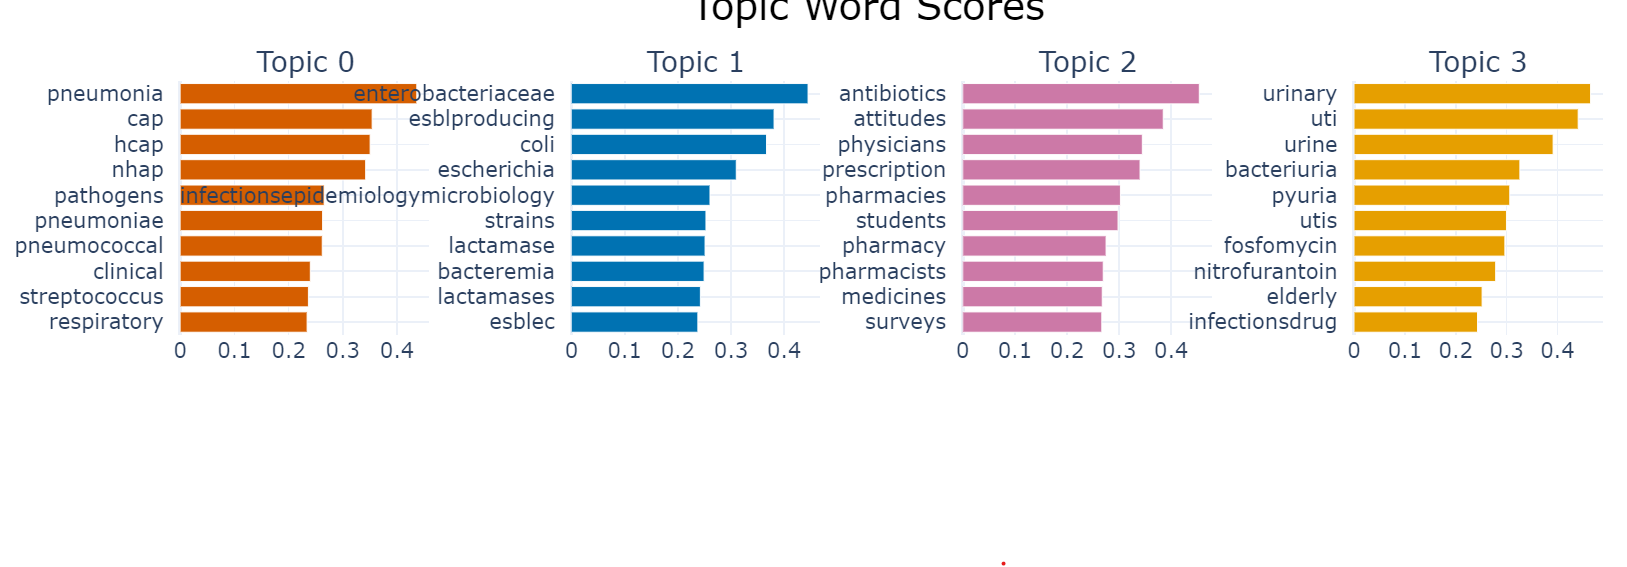 Topic Word Scores
Topic 0
pneumonia
cap
hcap
nhap
pathogens
pneumoniae
pneumococcal
clinical
streptococcus
respiratory
0 0.1 0.2 0.3 0.4
Topic 1
enterobacteriaceae
esblproducing
coli
escherichia
infectionsepidemiologymicrobiology
strains
lactamase
bacteremia
lactamases
esblec
0 0.1 0.2 0.3 0.4
Topic 2
antibiotics
attitudes
physicians
prescription
pharmacies
students
pharmacy
pharmacists
medicines
surveys
0 0.1 0.2 0.3 0.4
Topic 3
urinary
uti
urine
bacteriuria
pyuria
utis
fosfomycin
nitrofurantoin
elderly
infectionsdrug
0 0.1 0.2 0.3 0.4